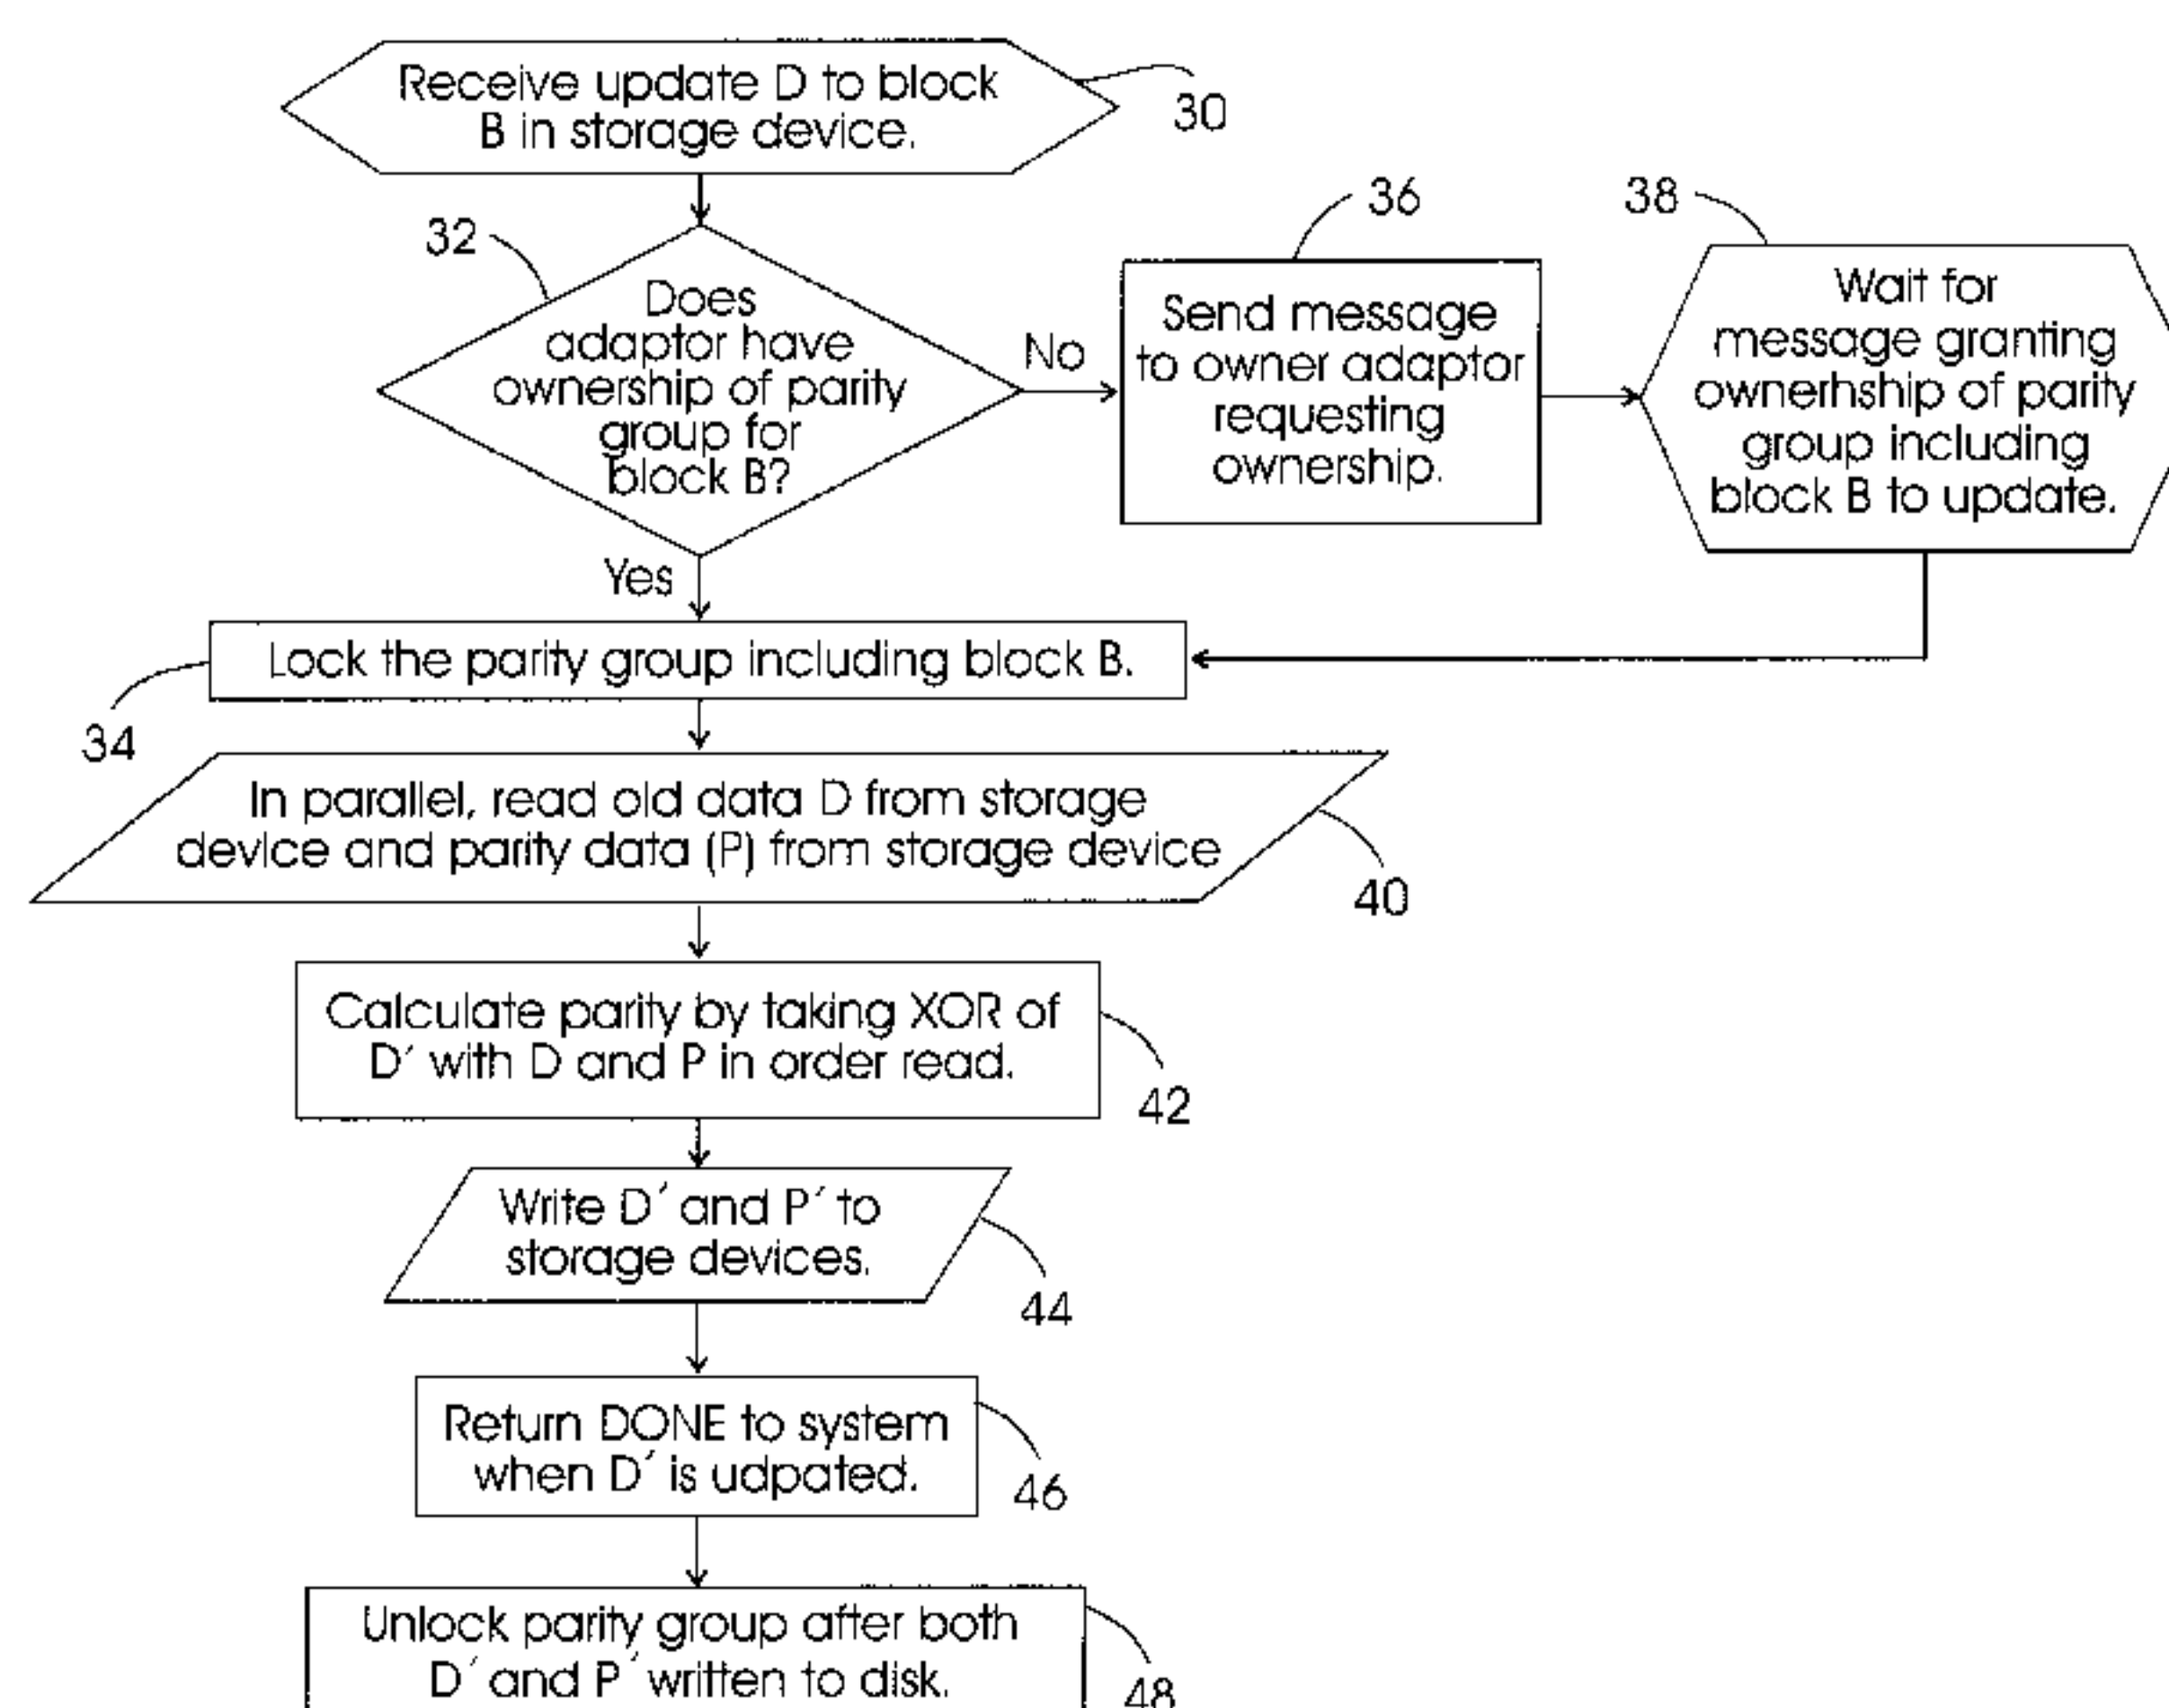 Receive update D to block
B in storage device.
30
32
Does
adaptor have
ownership of parity
group for
block B?
No
Yes
36
Send message
to owner adaptor
requesting
ownership.
38
Wait for
message granting
ownerhship of parity
group including
block B to update.
Lock the parity group including block B.
34
In parallel, read old data D from storage
device and parity data (P) from storage device
40
Calculate parity by taking XOR of
D´ with D and P in order read.
42
Write D´ and P´ to
storage devices.
44
Return DONE to system
when D´ is udpated.
46
Unlock parity group after both
D´ and P´ written to disk.
48